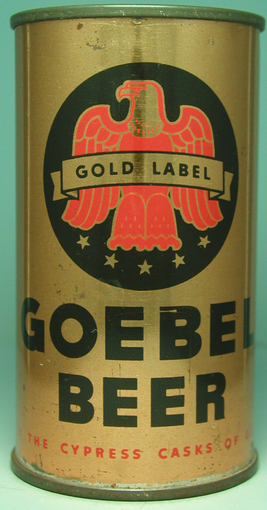 GOLD LABEL
GOEBEL
BEER
THE CYPRESS CASKS OF